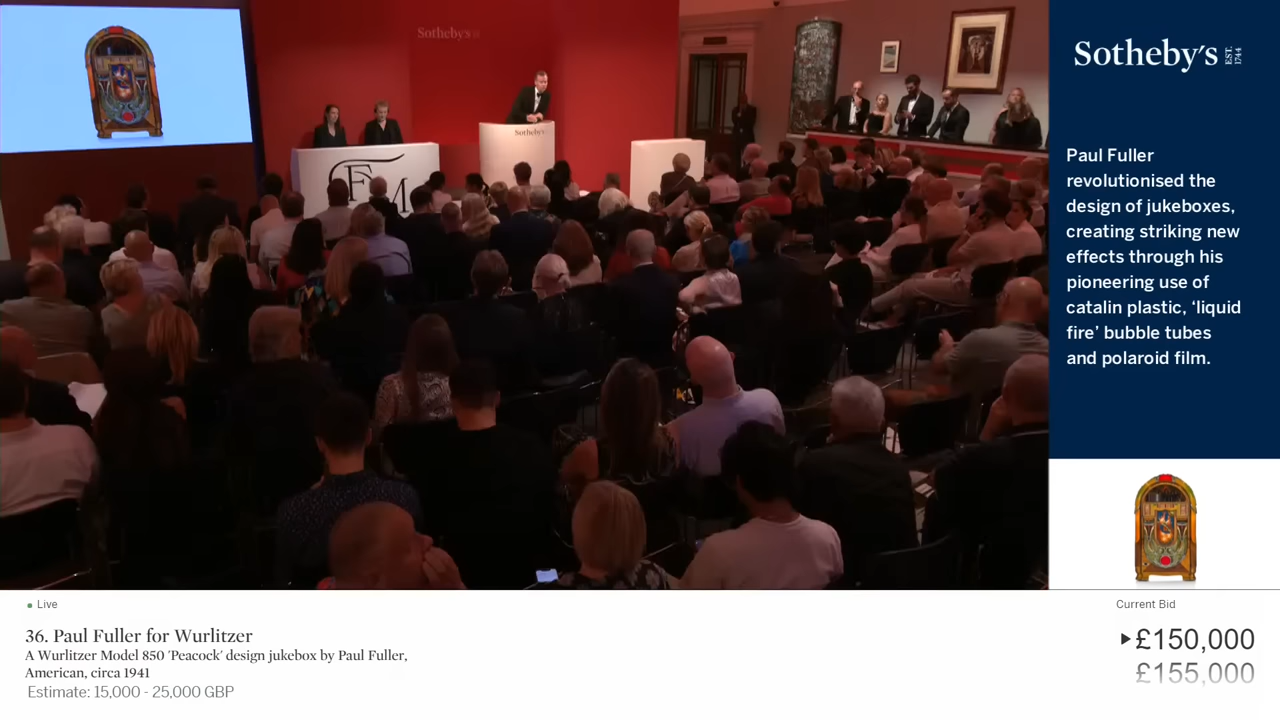 Sotheby's
Sotheby's
FM
Sotheby's EST. 1744
Paul Fuller
revolutionised the
design of jukeboxes,
creating striking new
effects through his
pioneering use of
catalin plastic, ‘liquid
fire’ bubble tubes
and polaroid film.
Live
36. Paul Fuller for Wurlitzer
A Wurlitzer Model 850 'Peacock' design jukebox by Paul Fuller,
American, circa 1941
Estimate: 15,000 - 25,000 GBP
Current Bid
£150,000
£155,000